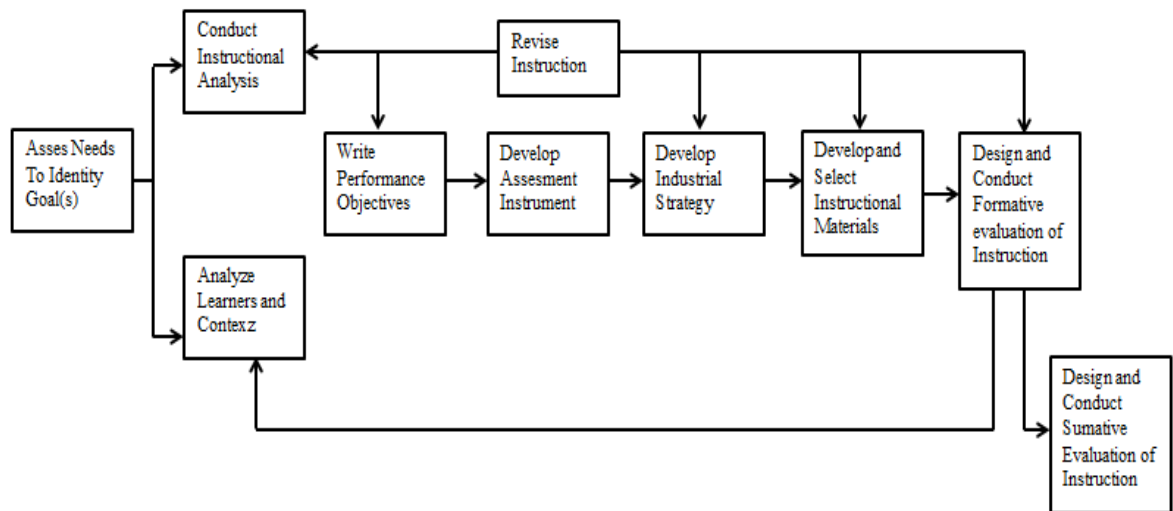 Conduct
Instructional
Analysis
Revise
Instruction
Asses Needs
To Identity
Goal(s)
Write
Performance
Objectives
Develop
Assesment
Instrument
Develop
Industrial
Strategy
Develop and
Select
Instructional
Materials
Design and
Conduct
Formative
evaluation of
Instruction
Analyze
Learners and
Contexz
Design and
Conduct
Sumative
Evaluation of
Instruction